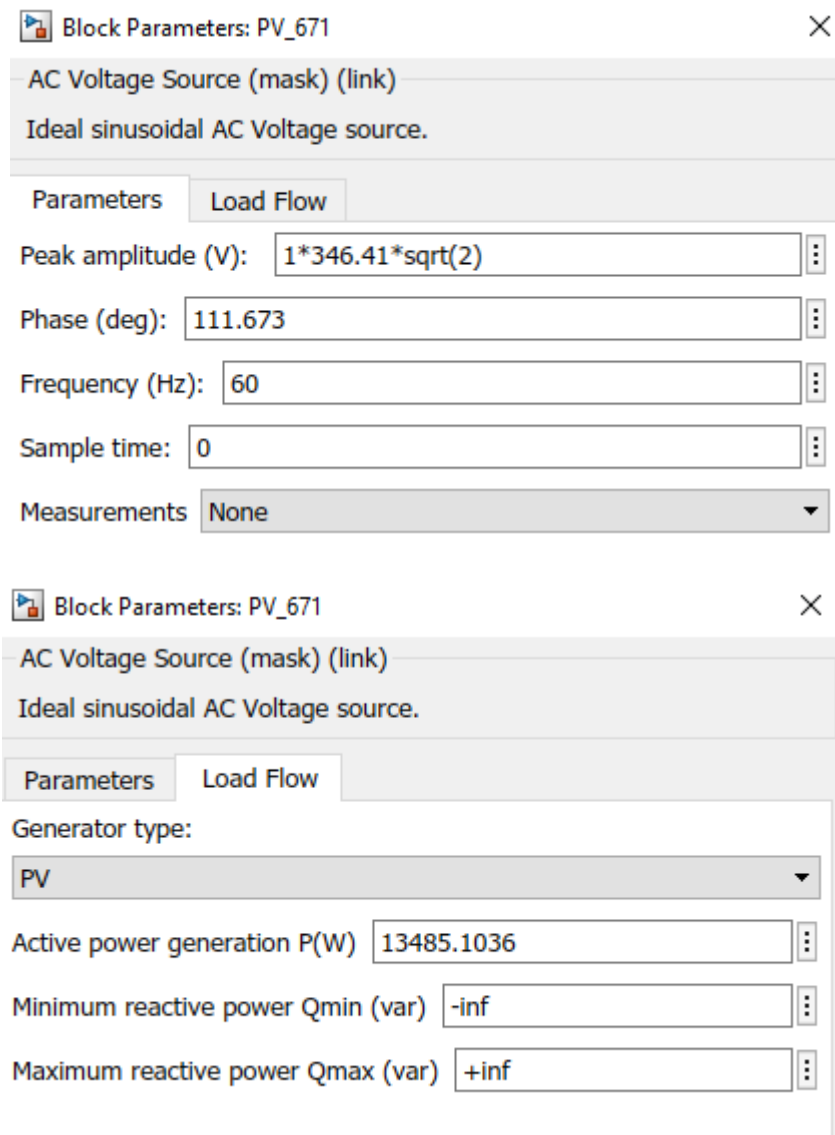 Block Parameters: PV_671
AC Voltage Source (mask) (link)
Ideal sinusoidal AC Voltage source.
Parameters Load Flow
Peak amplitude (V): 1*346.41*sqrt(2)
Phase (deg): 111.673
Frequency (Hz): 60
Sample time: 0
Measurements None
Block Parameters: PV_671
AC Voltage Source (mask) (link)
Ideal sinusoidal AC Voltage source.
Parameters Load Flow
Generator type:
PV
Active power generation P(W) 13485.1036
Minimum reactive power Qmin (var) -inf
Maximum reactive power Qmax (var) +inf